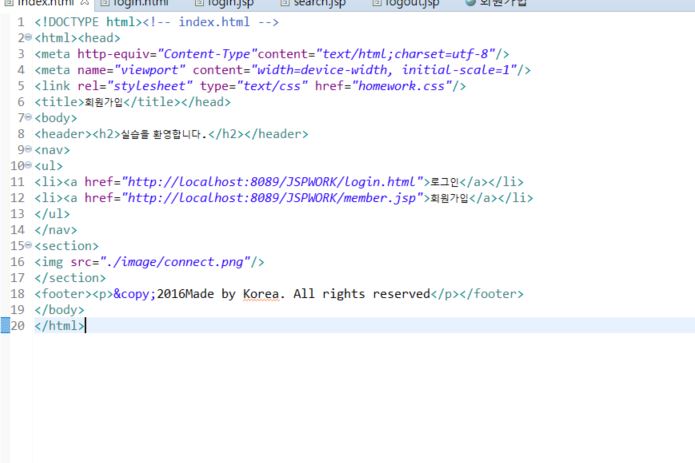 index.html login.html login.jsp search.jsp logout.jsp 회원가입
1 <!DOCTYPE html><!-- index.html -->
2 <html><head>
3 <meta http-equiv="Content-Type"content="text/html;charset=utf-8"/>
4 <meta name="viewport" content="width=device-width, initial-scale=1"/>
5 <link rel="stylesheet" type="text/css" href="homework.css"/>
6 <title>회원가입</title></head>
7 <body>
8 <header><h2>실습을 환영합니다.</h2></header>
9 <nav>
10 <ul>
11 <li><a href="http://localhost:8089/JSPWORK/login.html">로그인</a></li>
12 <li><a href="http://localhost:8089/JSPWORK/member.jsp">회원가입</a></li>
13 </ul>
14 </nav>
15 <section>
16 <img src="./image/connect.png"/>
17 </section>
18 <footer><p>&copy;2016Made by Korea. All rights reserved</p></footer>
19 </body>
20 </html>